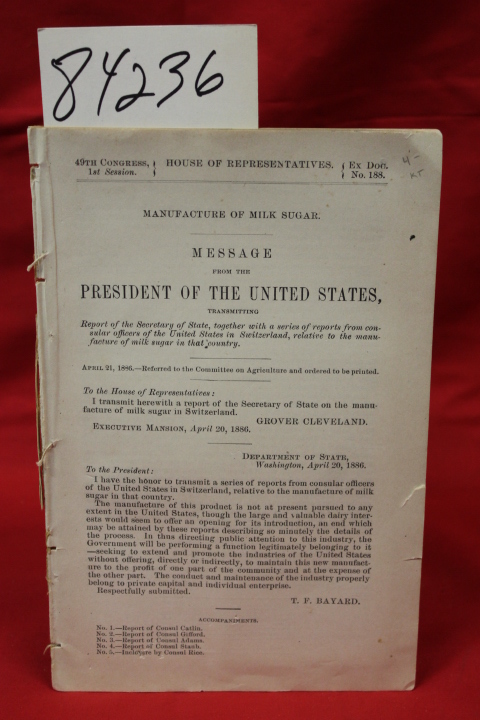 84236
49TH CONGRESS, HOUSE OF REPRESENTATIVES. Ex Doc.
1st Session. No. 188.
MANUFACTURE OF MILK SUGAR.
MESSAGE
FROM THE
PRESIDENT OF THE UNITED STATES,
TRANSMITTING
Report of the Secretary of State, together with a series of reports from con-
sular officers of the United States in Switzerland, relative to the manu-
facture of milk sugar in that country.
APRIL 21, 1886.—Referred to the Committee on Agriculture and ordered to be printed.
To the House of Representatives:
I transmit herewith a report of the Secretary of State on the manu-
facture of milk sugar in Switzerland.
GROVER CLEVELAND.
EXECUTIVE MANSION, April 20, 1886.
DEPARTMENT OF STATE,
Washington, April 20, 1886.
To the President:
I have the honor to transmit a series of reports from consular officers
of the United States in Switzerland, relative to the manufacture of milk
sugar in that country.
The manufacture of this product is not at present pursued to any
extent in the United States, though the large and valuable dairy inter-
ests would seem to offer an opening for its introduction, an end which
may be attained by these reports describing so minutely the details of
the process. In thus directing public attention to this industry, the
Government will be performing a function legitimately belonging to it
—seeking to extend and promote the industries of the United States
without offering, directly or indirectly, to maintain this new manufact-
ure to the profit of one part of the community and at the expense of
the other part. The conduct and maintenance of the industry properly
belong to private capital and individual enterprise.
Respectfully submitted.
T. F. BAYARD.
ACCOMPANIMENTS.
No. 1.—Report of Consul Catlin.
No. 2.—Report of Consul Gifford.
No. 3.—Report of Consul Adams.
No. 4.—Report of Consul
No. 5.—Inclosure by Consul Rice.